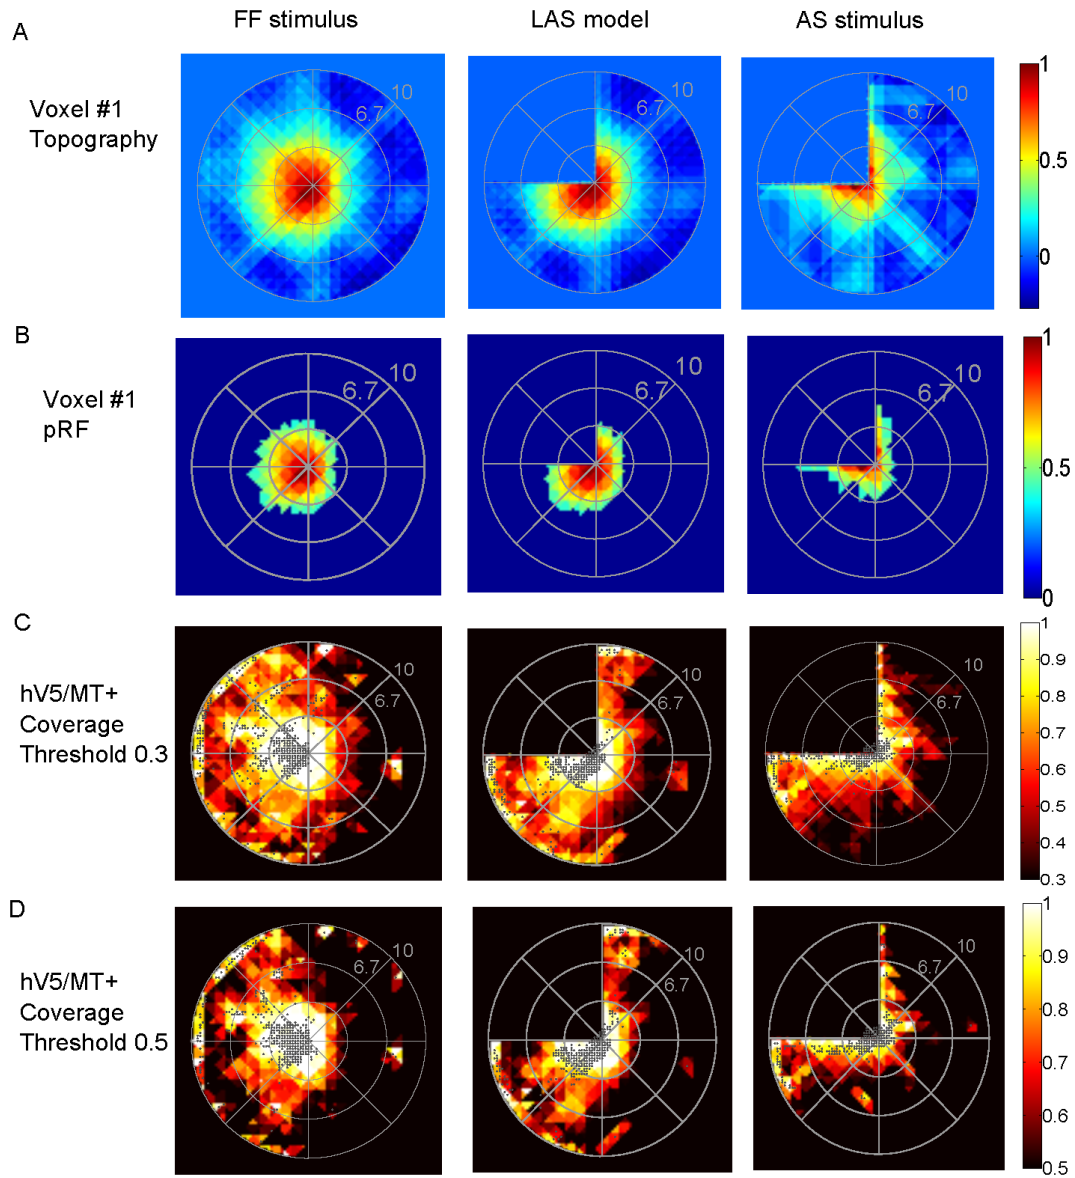 FF stimulus LAS model AS stimulus
A
Voxel #1
Topography
10
6.7
10
6.7
10
6.7
1
0.5
0
B
Voxel #1
pRF
10
6.7
10
6.7
10
6.7
1
0.5
0
C
hV5/MT+
Coverage
Threshold 0.3
10
6.7
10
6.7
10
6.7
1
0.9
0.8
0.7
0.6
0.5
0.4
0.3
D
hV5/MT+
Coverage
Threshold 0.5
10
6.7
10
6.7
10
6.7
1
0.9
0.8
0.7
0.6
0.5